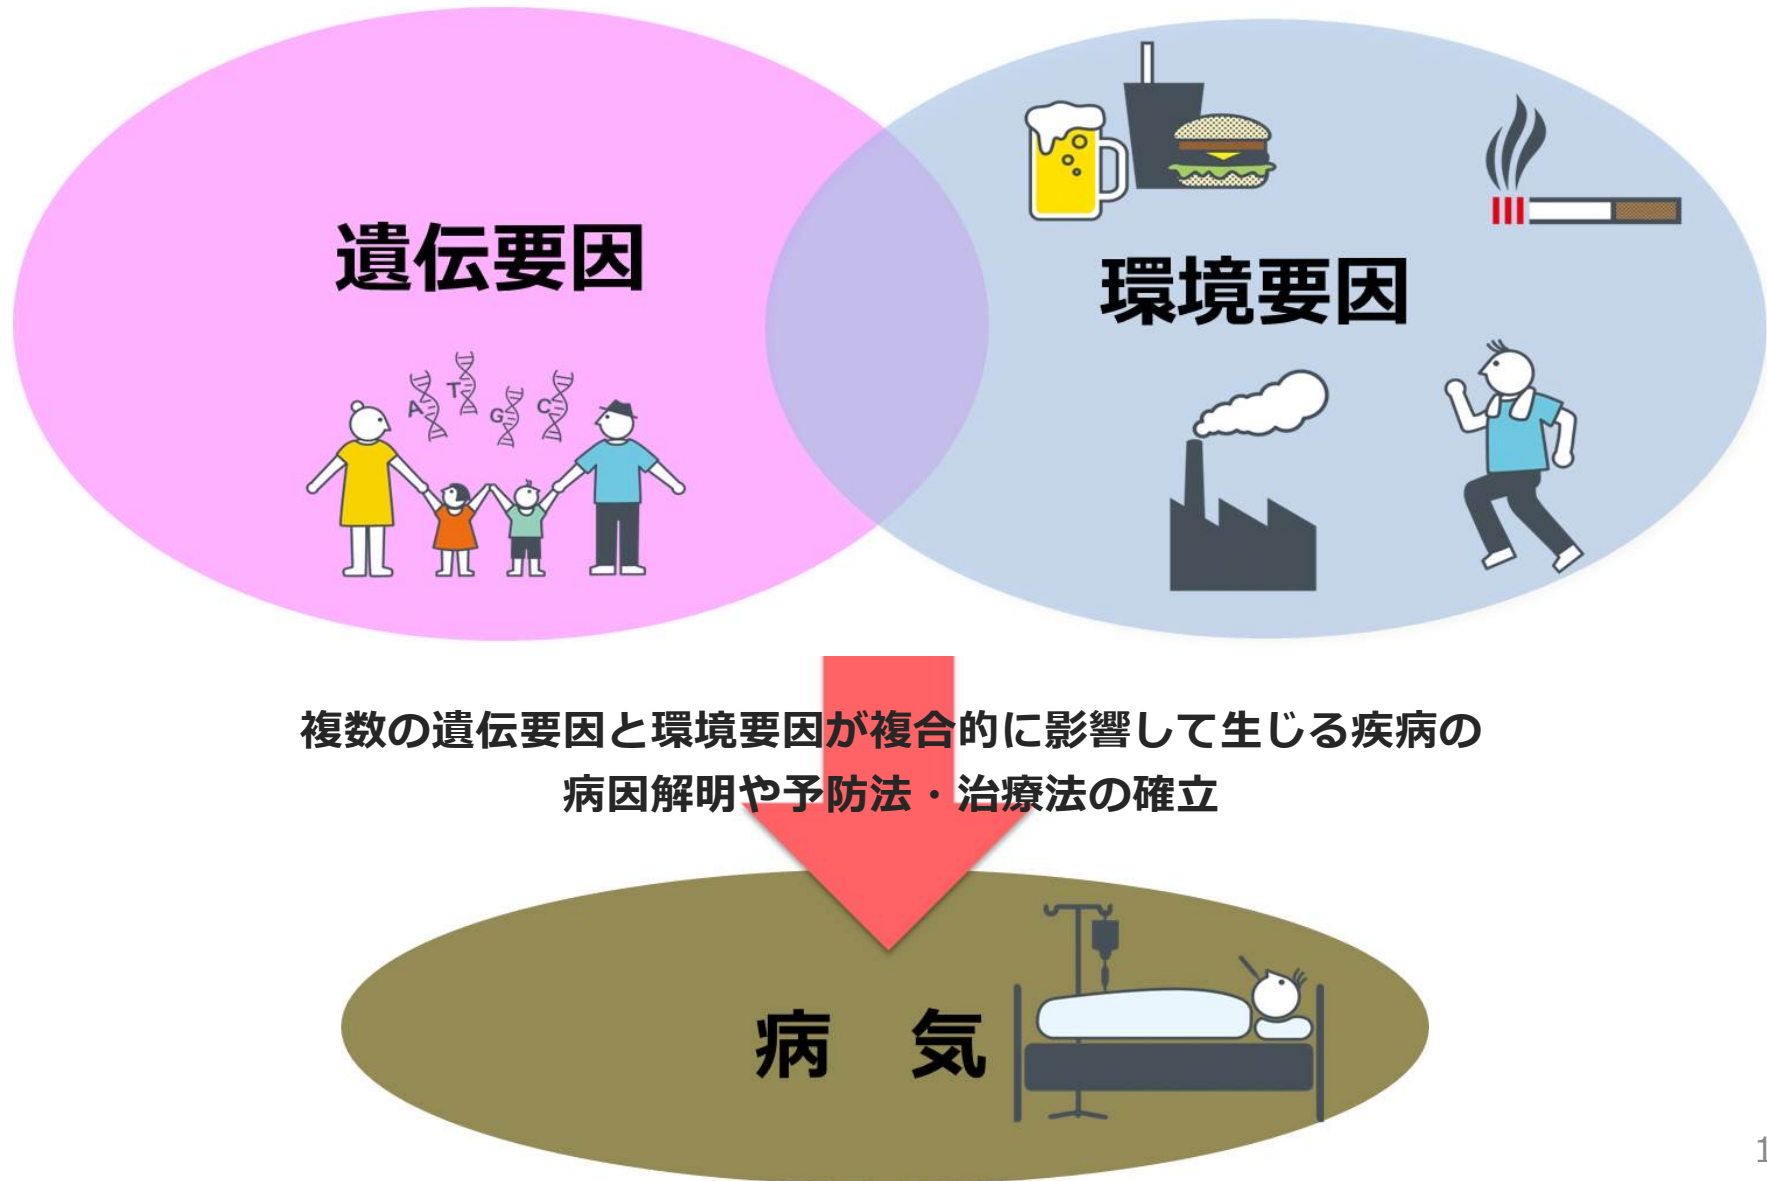 遺伝要因
環境要因
A T G C
複数の遺伝要因と環境要因が複合的に影響して生じる疾病の
病因解明や予防法・治療法の確立
病 気
1